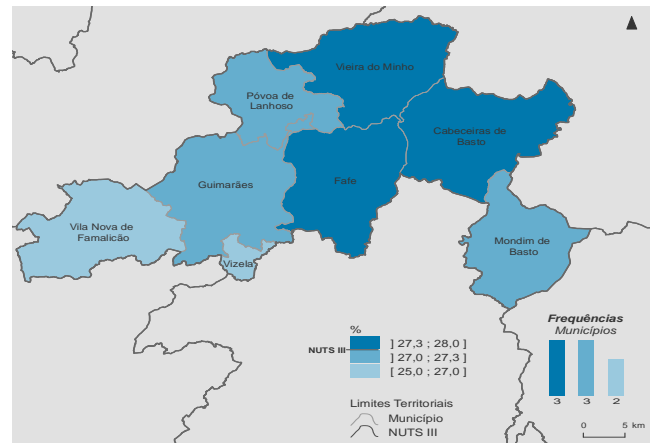 Vieira do Minho
Póvoa de
Lanhoso
Cabeceiras de
Basto
Guimarães
Fafe
Vila Nova de
Famalicão
Vizela
Mondim de
Basto
%
] 27,3 ; 28,0 ]
NUTS III
] 27,0 ; 27,3 ]
[ 25,0 ; 27,0 ]
Limites Territoriais
Município
NUTS III
Frequências
Municípios
3 3 2
0 5 km